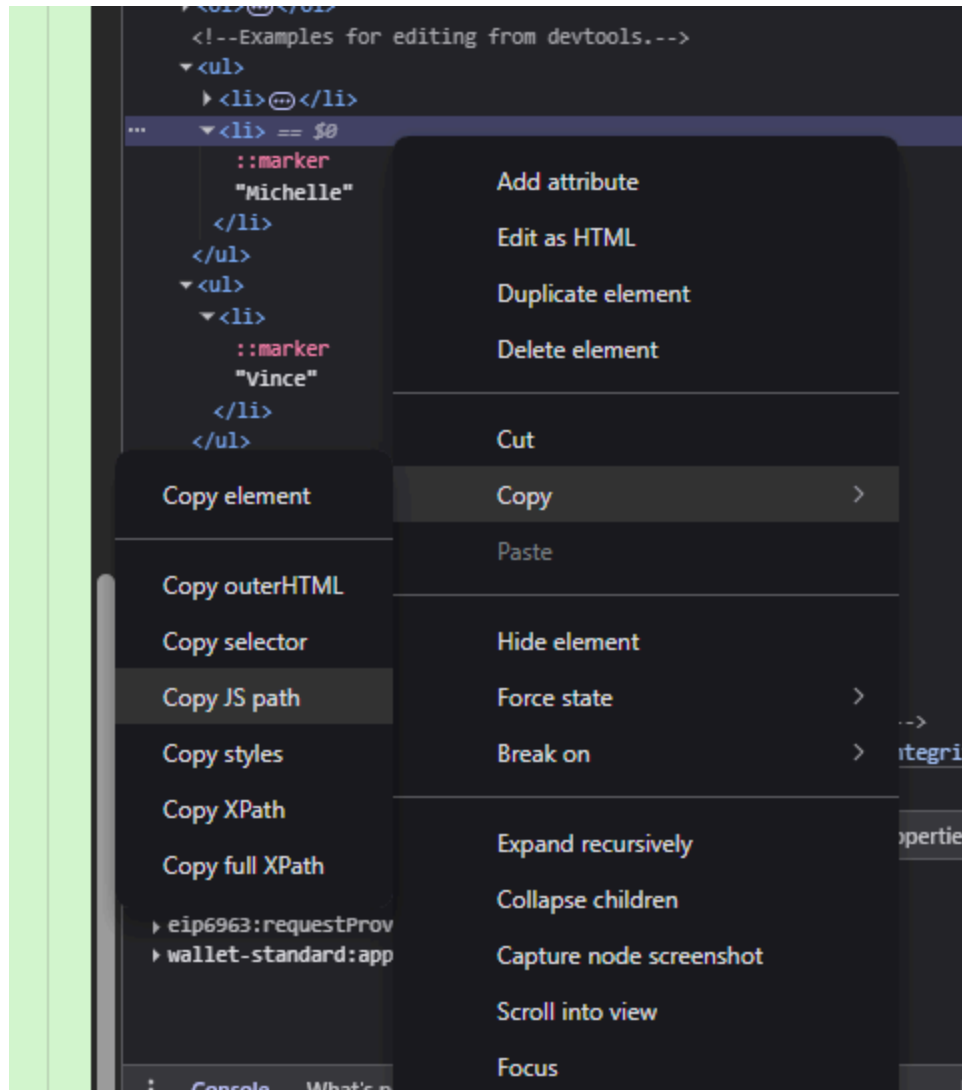 <!--Examples for editing from devtools.-->
▼<ul>
▶<li>…</li>
… ▼<li> == $0
::marker
"Michelle"
</li>
</ul>
▼<ul>
▼<li>
::marker
"Vince"
</li>
</ul>
Add attribute
Edit as HTML
Duplicate element
Delete element
Cut
Copy
Paste
Hide element
Force state
Break on
Expand recursively
Collapse children
Capture node screenshot
Scroll into view
Focus
Copy element
Copy outerHTML
Copy selector
Copy JS path
Copy styles
Copy XPath
Copy full XPath
-->
▶ eip6963:requestProv
▶ wallet-standard:app
Console What's